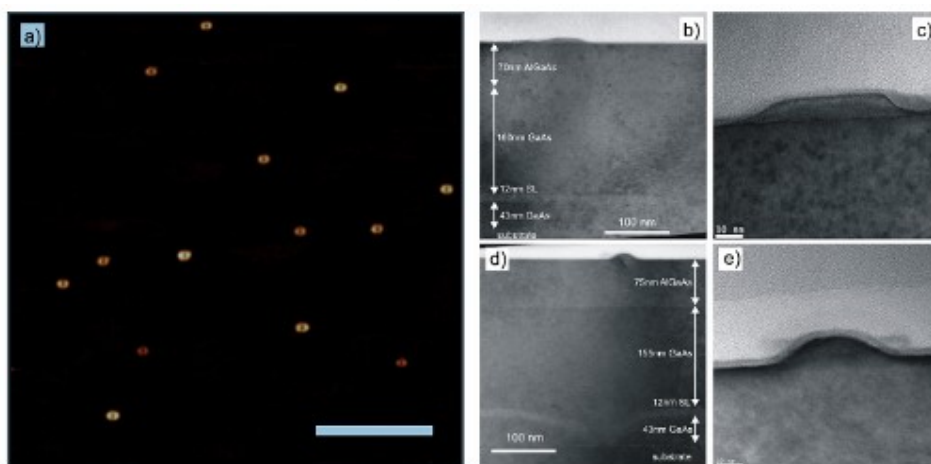 a)
b)
70nm AlGaAs
160nm GaAs
12nm SL
43nm GaAs
substrate
100 nm
c)
d)
75nm AlGaAs
155nm GaAs
12nm SL
43nm GaAs
substrate
100 nm
e)